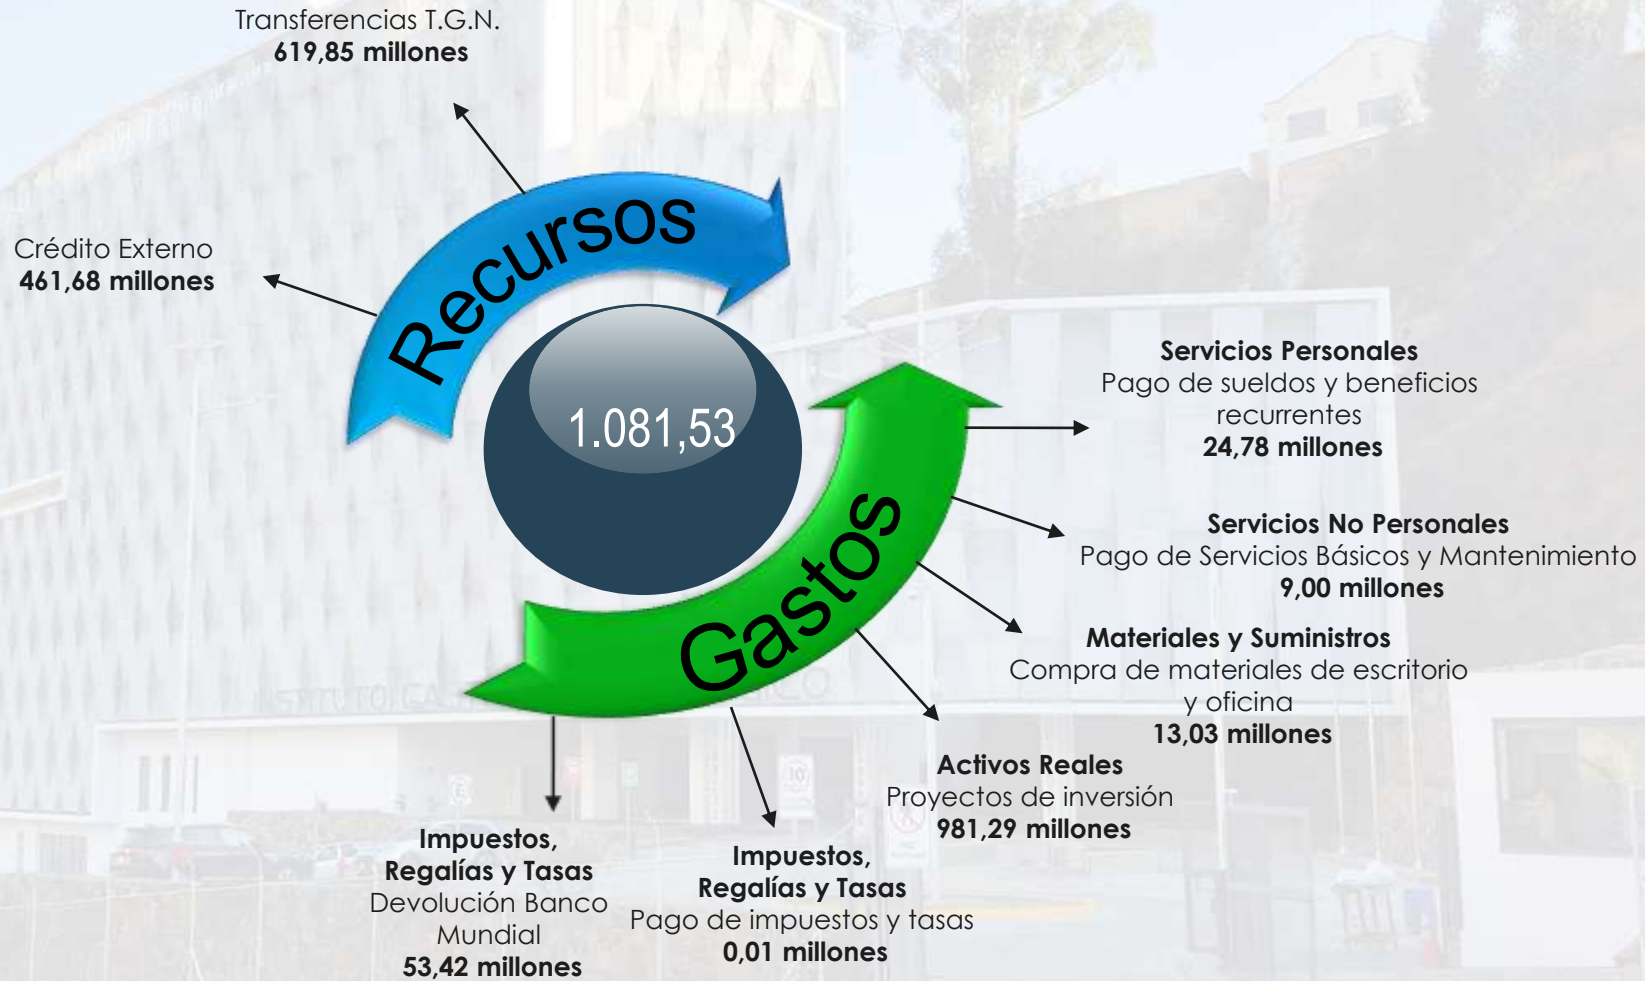 Transferencias T.G.N.
619,85 millones
Crédito Externo
461,68 millones
Recursos
1.081,53
Gastos
Servicios Personales
Pago de sueldos y beneficios
recurrentes
24,78 millones
Servicios No Personales
Pago de Servicios Básicos y Mantenimiento
9,00 millones
Materiales y Suministros
Compra de materiales de escritorio
y oficina
13,03 millones
Activos Reales
Proyectos de inversión
981,29 millones
Impuestos,
Regalías y Tasas
Pago de impuestos y tasas
0,01 millones
Impuestos,
Regalías y Tasas
Devolución Banco
Mundial
53,42 millones